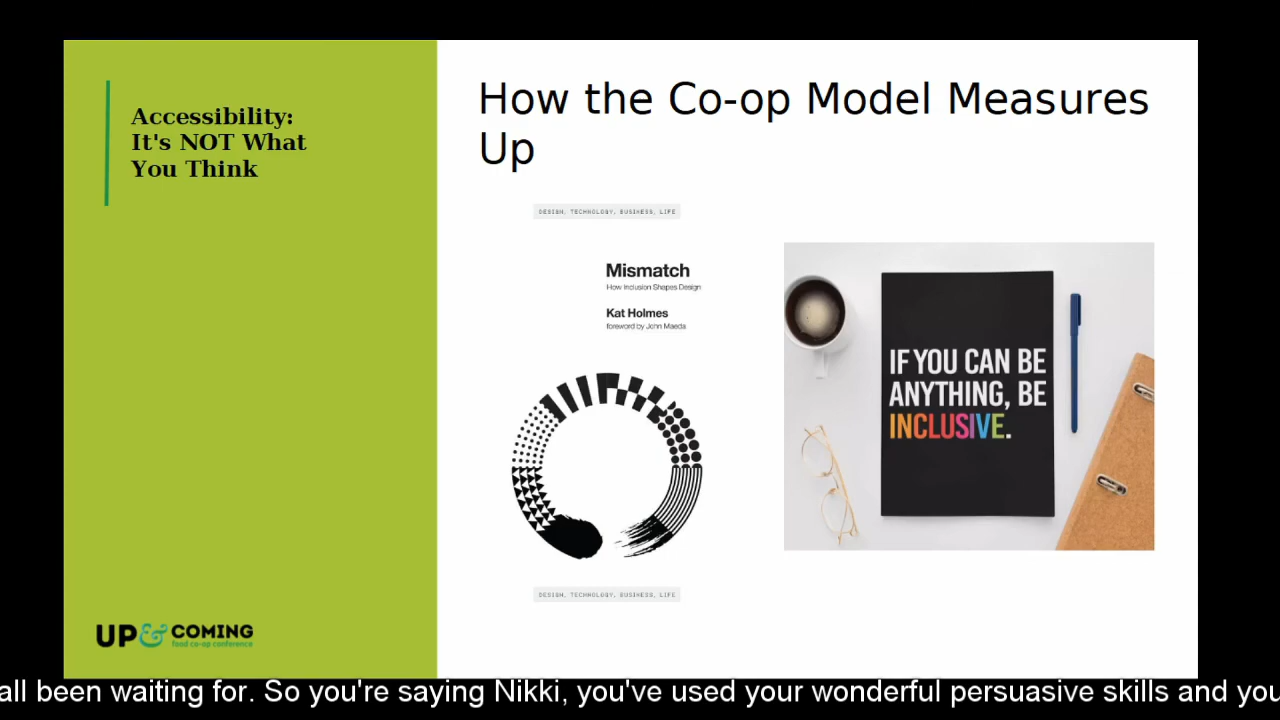 Accessibility:
It's NOT What
You Think
How the Co-op Model Measures
Up
DESIGN, TECHNOLOGY, BUSINESS, LIFE
Mismatch
How Inclusion Shapes Design
Kat Holmes
foreword by John Maeda
DESIGN, TECHNOLOGY, BUSINESS, LIFE
IF YOU CAN BE
ANYTHING, BE
INCLUSIVE.
UP & COMING
food co-op conference
all been waiting for. So you're saying Nikki, you've used your wonderful persuasive skills and you